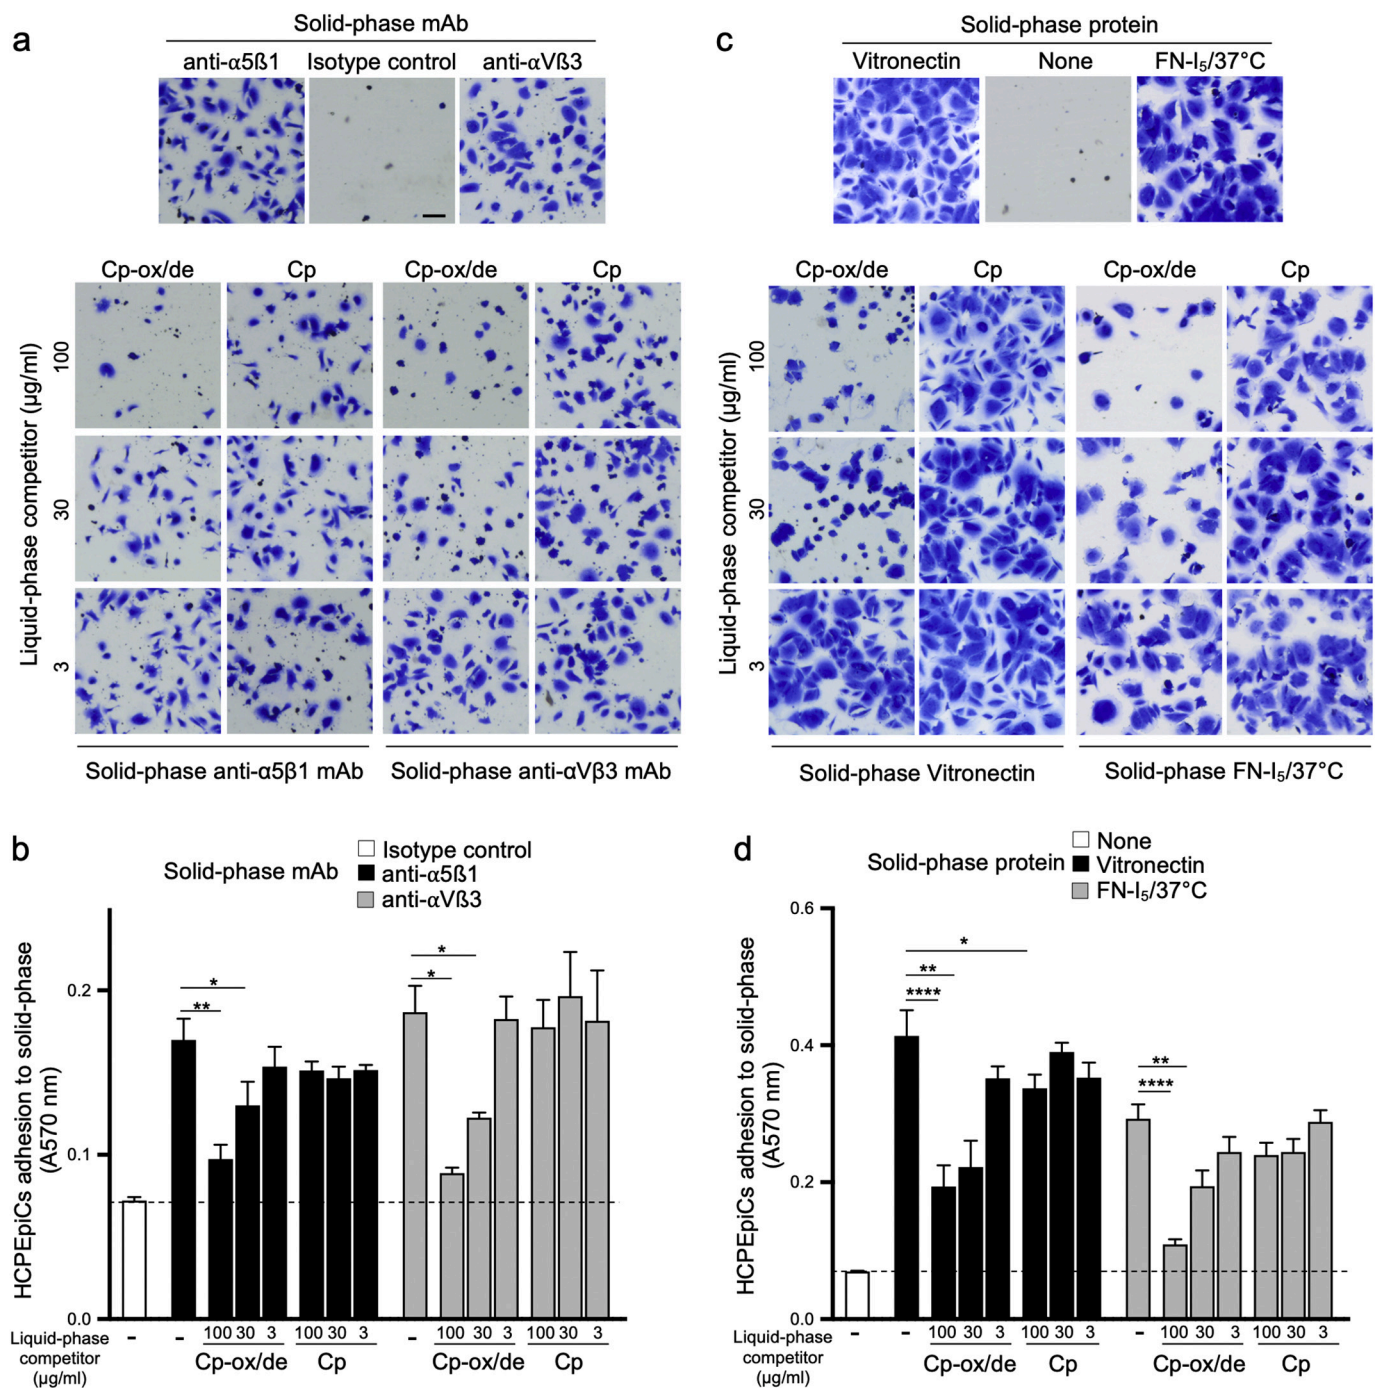 a
Solid-phase mAb
anti-α5ß1 Isotype control anti-αVß3
Cp-ox/de Cp Cp-ox/de Cp
Liquid-phase competitor (µg/ml)
100
30
3
Solid-phase anti-α5β1 mAb Solid-phase anti-αVβ3 mAb
c
Solid-phase protein
Vitronectin None FN-I₅/37°C
Cp-ox/de Cp Cp-ox/de Cp
Liquid-phase competitor (µg/ml)
100
30
3
Solid-phase Vitronectin Solid-phase FN-I₅/37°C
b
Solid-phase mAb
Isotype control
anti-α5ß1
anti-αVß3
HCPEpiCs adhesion to solid-phase
(A570 nm)
0.2
0.1
0.0
* ** * *
Liquid-phase
competitor
(µg/ml)
- - 100 30 3 100 30 3 - 100 30 3 100 30 3
Cp-ox/de Cp Cp-ox/de Cp
d
Solid-phase protein
None
Vitronectin
FN-I₅/37°C
HCPEpiCs adhesion to solid-phase
(A570 nm)
0.6
0.4
0.2
0.0
* ** **** ** ****
Liquid-phase
competitor
(µg/ml)
- - 100 30 3 100 30 3 - 100 30 3 100 30 3
Cp-ox/de Cp Cp-ox/de Cp